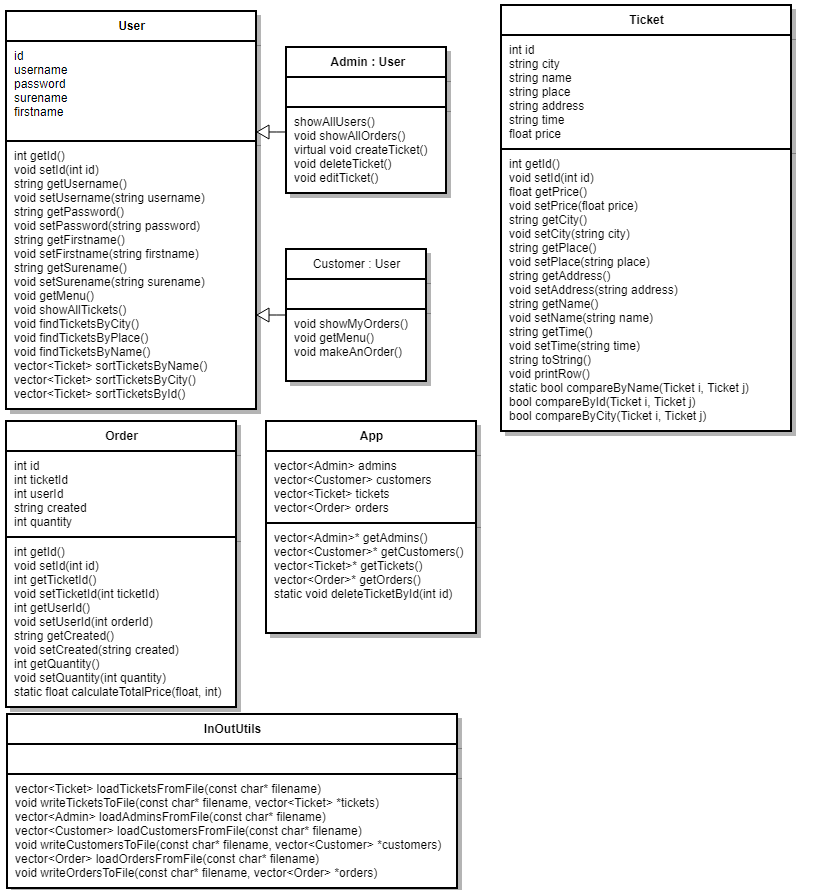 User
id
username
password
surename
firstname
int getId()
void setId(int id)
string getUsername()
void setUsername(string username)
string getPassword()
void setPassword(string password)
string getFirstname()
void setFirstname(string firstname)
string getSurename()
void setSurename(string surename)
void getMenu()
void showAllTickets()
void findTicketsByCity()
void findTicketsByPlace()
void findTicketsByName()
vector<Ticket> sortTicketsByName()
vector<Ticket> sortTicketsByCity()
vector<Ticket> sortTicketsById()
Admin : User
showAllUsers()
void showAllOrders()
virtual void createTicket()
void deleteTicket()
void editTicket()
Customer : User
void showMyOrders()
void getMenu()
void makeAnOrder()
Ticket
int id
string city
string name
string place
string address
string time
float price
int getId()
void setId(int id)
float getPrice()
void setPrice(float price)
string getCity()
void setCity(string city)
string getPlace()
void setPlace(string place)
string getAddress()
void setAddress(string address)
string getName()
void setName(string name)
string getTime()
void setTime(string time)
string toString()
void printRow()
static bool compareByName(Ticket i, Ticket j)
bool compareById(Ticket i, Ticket j)
bool compareByCity(Ticket i, Ticket j)
Order
int id
int ticketId
int userId
string created
int quantity
int getId()
void setId(int id)
int getTicketId()
void setTicketId(int ticketId)
int getUserId()
void setUserId(int orderId)
string getCreated()
void setCreated(string created)
int getQuantity()
void setQuantity(int quantity)
static float calculateTotalPrice(float, int)
App
vector<Admin> admins
vector<Customer> customers
vector<Ticket> tickets
vector<Order> orders
vector<Admin>* getAdmins()
vector<Customer>* getCustomers()
vector<Ticket>* getTickets()
vector<Order>* getOrders()
static void deleteTicketById(int id)
InOutUtils
vector<Ticket> loadTicketsFromFile(const char* filename)
void writeTicketsToFile(const char* filename, vector<Ticket> *tickets)
vector<Admin> loadAdminsFromFile(const char* filename)
vector<Customer> loadCustomersFromFile(const char* filename)
void writeCustomersToFile(const char* filename, vector<Customer> *customers)
vector<Order> loadOrdersFromFile(const char* filename)
void writeOrdersToFile(const char* filename, vector<Order> *orders)